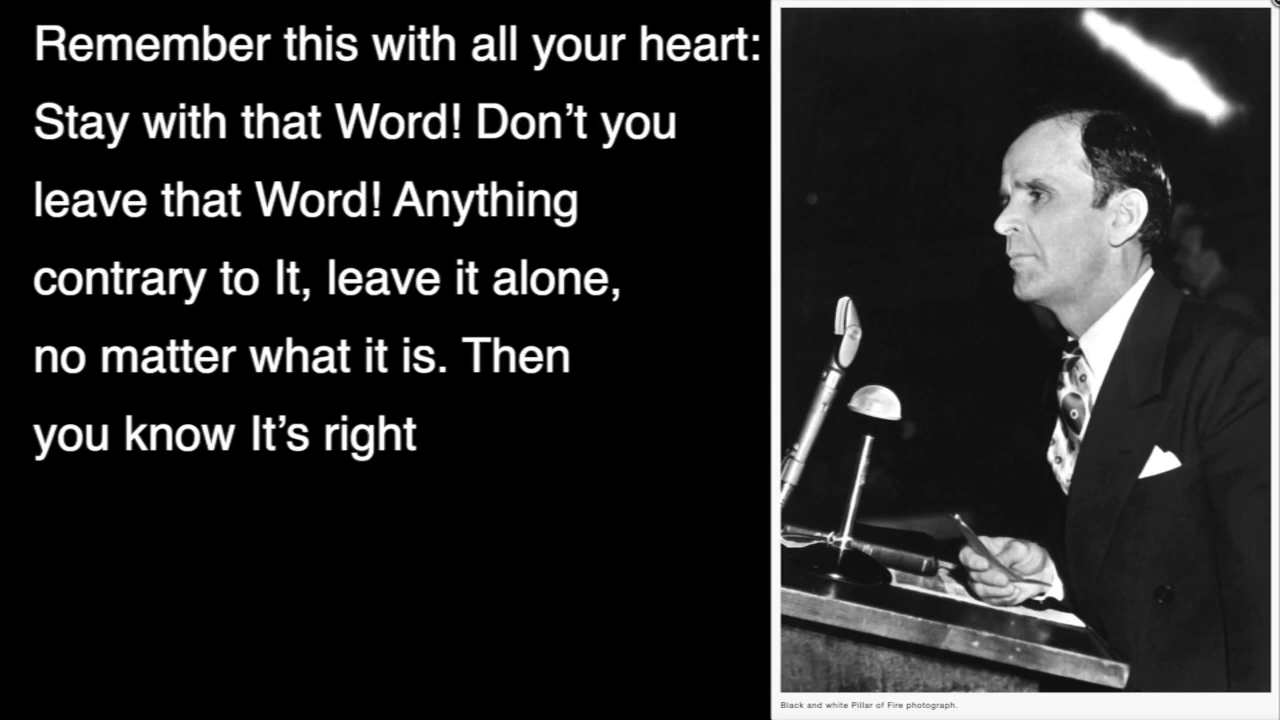 Remember this with all your heart:
Stay with that Word! Don’t you
leave that Word! Anything
contrary to It, leave it alone,
no matter what it is. Then
you know It’s right
Black and white Pillar of Fire photograph.